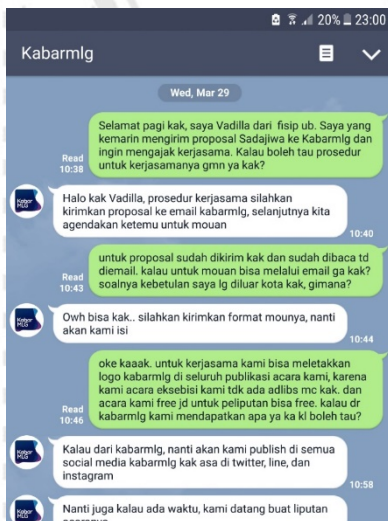 20% 23:00
Kabarmlg
Wed, Mar 29
Selamat pagi kak, saya Vadilla dari fisip ub. Saya yang
kemarin mengirim proposal Sadajiwa ke Kabarmlg dan
ingin mengajak kerjasama. Kalau boleh tau prosedur
untuk kerjasamanya gmn ya kak?
Read
10:38
Halo kak Vadilla, prosedur kerjasama silahkan
kirimkan proposal ke email kabarmlg, selanjutnya kita
agendakan ketemu untuk mouan
10:40
untuk proposal sudah dikirim kak dan sudah dibaca td
diemail. kalau untuk mouan bisa melalui email ga kak?
soalnya kebetulan saya lg diluar kota kak, gimana?
Read
10:43
Owh bisa kak.. silahkan kirimkan format mounya, nanti
akan kami isi
10:44
oke kaaak. untuk kerjasama kami bisa meletakkan
logo kabarmlg di seluruh publikasi acara kami, karena
kami acara eksebisi kami tdk ada adlibs mc kak. dan
acara kami free jd untuk peliputan bisa free. kalau dr
kabarmlg kami mendapatkan apa ya ka kl boleh tau?
Read
10:46
Kalau dari kabarmlg, nanti akan kami publish di semua
social media kabarmlg kak asa di twitter, line, dan
instagram
10:58
Nanti juga kalau ada waktu, kami datang buat liputan